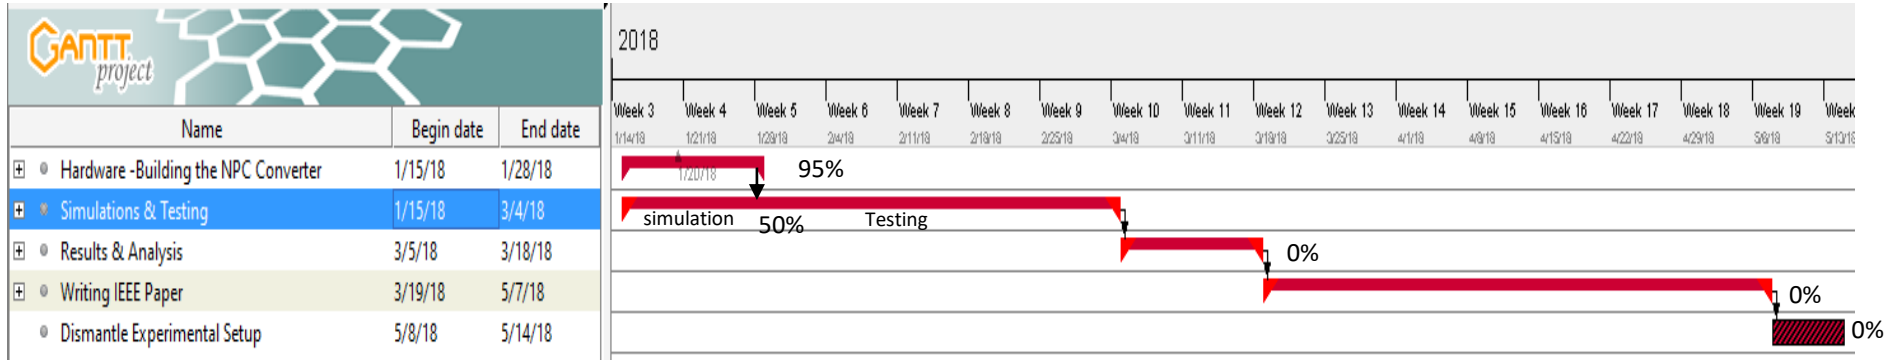 GANTT
project
2018
Week 3 Week 4 Week 5 Week 6 Week 7 Week 8 Week 9 Week 10 Week 11 Week 12 Week 13 Week 14 Week 15 Week 16 Week 17 Week 18 Week 19 Week
1/14/18 1/21/18 1/28/18 2/4/18 2/11/18 2/18/18 2/25/18 3/4/18 3/11/18 3/18/18 3/25/18 4/1/18 4/8/18 4/15/18 4/22/18 4/29/18 5/6/18 5/13/18
Name Begin date End date
Hardware -Building the NPC Converter 1/15/18 1/28/18 1/20/18 95%
Simulations & Testing 1/15/18 3/4/18 simulation 50% Testing
Results & Analysis 3/5/18 3/18/18 0%
Writing IEEE Paper 3/19/18 5/7/18 0%
Dismantle Experimental Setup 5/8/18 5/14/18 0%